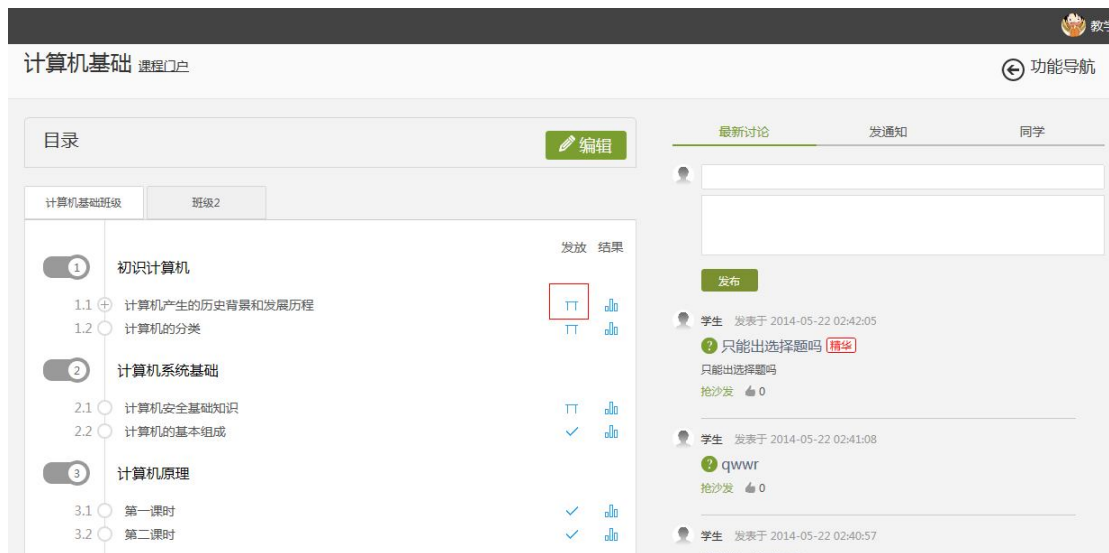 教学
计算机基础 课程门户
功能导航
目录
编辑
计算机基础班级 班级2
发放 结果
1 初识计算机
1.1 计算机产生的历史背景和发展历程
1.2 计算机的分类
2 计算机系统基础
2.1 计算机安全基础知识
2.2 计算机的基本组成
3 计算机原理
3.1 第一课时
3.2 第二课时
最新讨论 发通知 同学
发布
学生 发表于 2014-05-22 02:42:05
? 只能出选择题吗 精华
只能出选择题吗
抢沙发 0
学生 发表于 2014-05-22 02:41:08
? qwwr
抢沙发 0
学生 发表于 2014-05-22 02:40:57